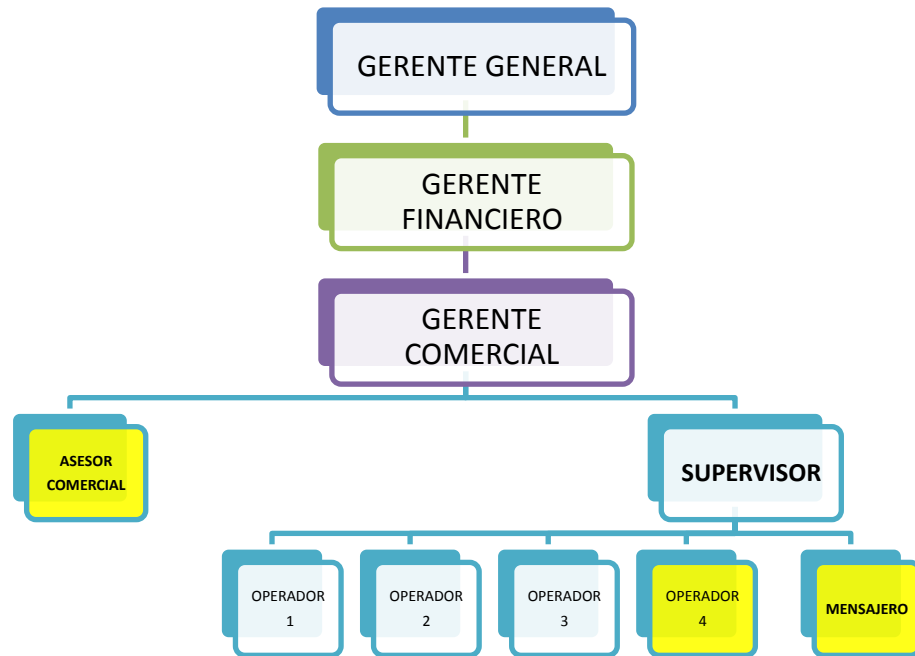 GERENTE GENERAL
GERENTE
FINANCIERO
GERENTE
COMERCIAL
ASESOR
COMERCIAL
SUPERVISOR
OPERADOR
1
OPERADOR
2
OPERADOR
3
OPERADOR
4
MENSAJERO